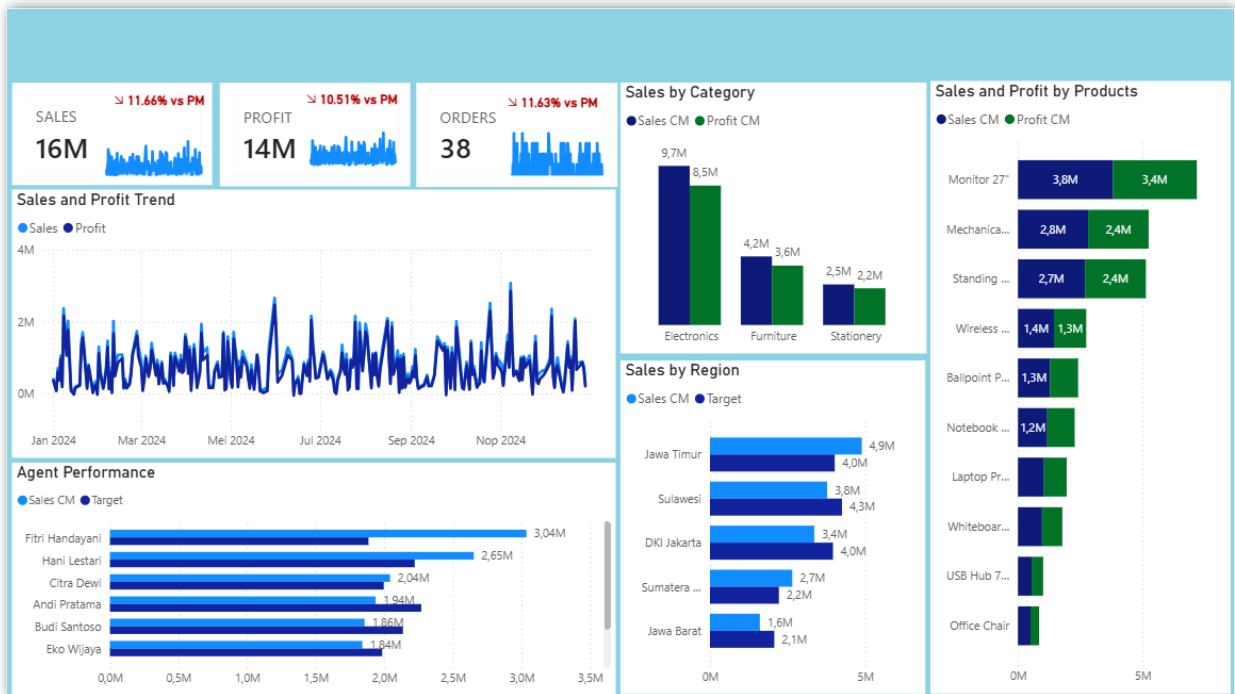 ↘ 11.66% vs PM
SALES
16M
↘ 10.51% vs PM
PROFIT
14M
↘ 11.63% vs PM
ORDERS
38
Sales and Profit Trend
Sales Profit
4M
2M
0M
Jan 2024 Mar 2024 Mei 2024 Jul 2024 Sep 2024 Nop 2024
Agent Performance
Sales CM Target
Fitri Handayani 3,04M
Hani Lestari 2,65M
Citra Dewi 2,04M
Andi Pratama 1,94M
Budi Santoso 1,86M
Eko Wijaya 1,84M
0,0M 0,5M 1,0M 1,5M 2,0M 2,5M 3,0M 3,5M
Sales by Category
Sales CM Profit CM
9,7M 8,5M
4,2M 3,6M
2,5M 2,2M
Electronics Furniture Stationery
Sales by Region
Sales CM Target
Jawa Timur 4,9M 4,0M
Sulawesi 3,8M 4,3M
DKI Jakarta 3,4M 4,0M
Sumatera ... 2,7M 2,2M
Jawa Barat 1,6M 2,1M
0M 5M
Sales and Profit by Products
Sales CM Profit CM
Monitor 27" 3,8M 3,4M
Mechanica... 2,8M 2,4M
Standing ... 2,7M 2,4M
Wireless ... 1,4M 1,3M
Ballpoint P... 1,3M
Notebook ... 1,2M
Laptop Pr...
Whiteboar...
USB Hub 7...
Office Chair
0M 5M